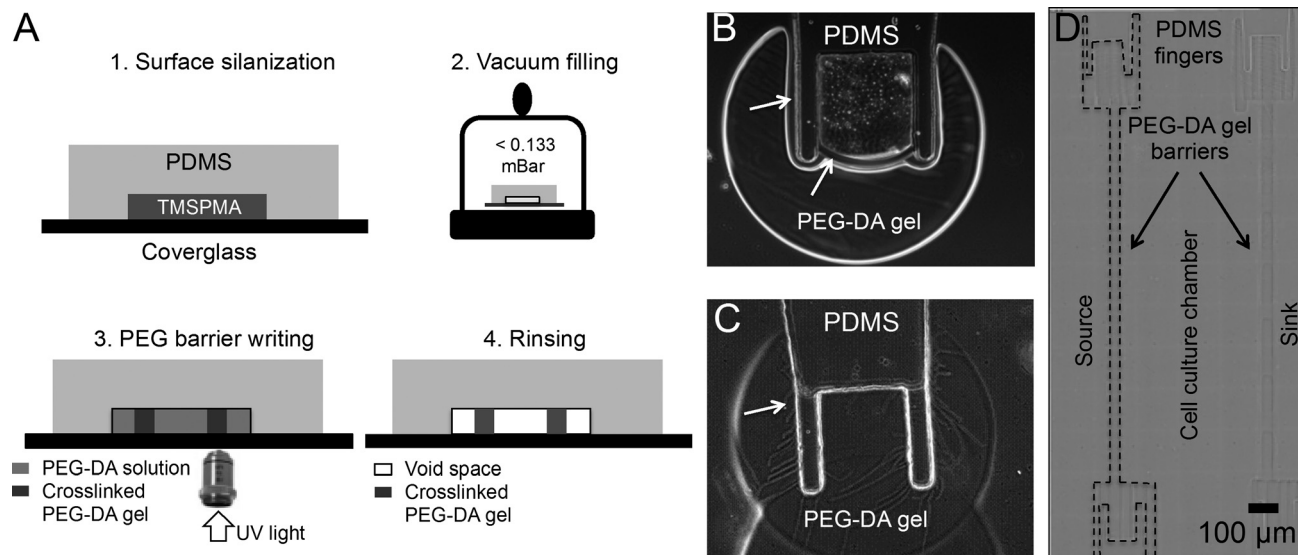 A
1. Surface silanization
PDMS
TMSPMA
Coverglass
2. Vacuum filling
< 0.133
mBar
3. PEG barrier writing
PEG-DA solution
Crosslinked
PEG-DA gel
UV light
4. Rinsing
Void space
Crosslinked
PEG-DA gel
B
PDMS
PEG-DA gel
C
PDMS
PEG-DA gel
D
PDMS
fingers
PEG-DA gel
barriers
Source
Cell culture chamber
Sink
100 µm